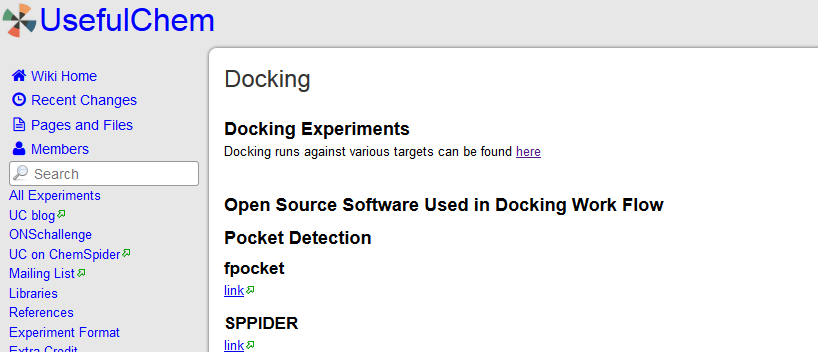 UsefulChem
Wiki Home
Recent Changes
Pages and Files
Members
Search
All Experiments
UC blog
ONSchallenge
UC on ChemSpider
Mailing List
Libraries
References
Experiment Format
Extra Credit
Docking
Docking Experiments
Docking runs against various targets can be found here
Open Source Software Used in Docking Work Flow
Pocket Detection
fpocket
link
SPPIDER
link